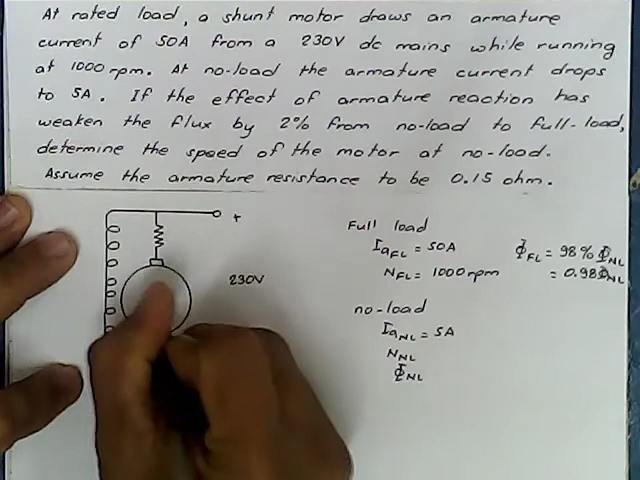 At rated load, a shunt motor draws an armature
current of 50A from a 230V dc mains while running
at 1000 rpm. At no-load the armature current drops
to 5A. If the effect of armature reaction has
weaken the flux by 2% from no-load to full-load,
determine the speed of the motor at no-load.
Assume the armature resistance to be 0.15 ohm.
+
230V
Full load
IaFL = 50A
NFL = 1000 rpm
ΦFL = 98% ΦNL
= 0.98ΦNL
no-load
IaNL = 5A
NNL
ΦNL